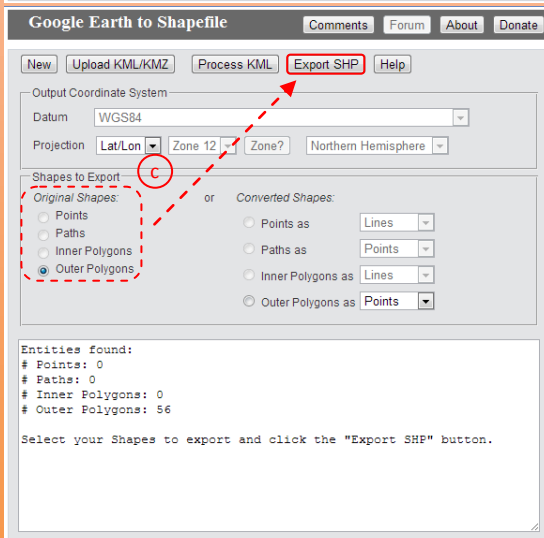 Google Earth to Shapefile Comments Forum About Donate
New Upload KML/KMZ Process KML Export SHP Help
Output Coordinate System
Datum WGS84
Projection Lat/Lon Zone 12 Zone? Northern Hemisphere
C
Shapes to Export
Original Shapes: or Converted Shapes:
Points Points as Lines
Paths Paths as Points
Inner Polygons Inner Polygons as Lines
Outer Polygons Outer Polygons as Points
Entities found:
# Points: 0
# Paths: 0
# Inner Polygons: 0
# Outer Polygons: 56
Select your Shapes to export and click the "Export SHP" button.